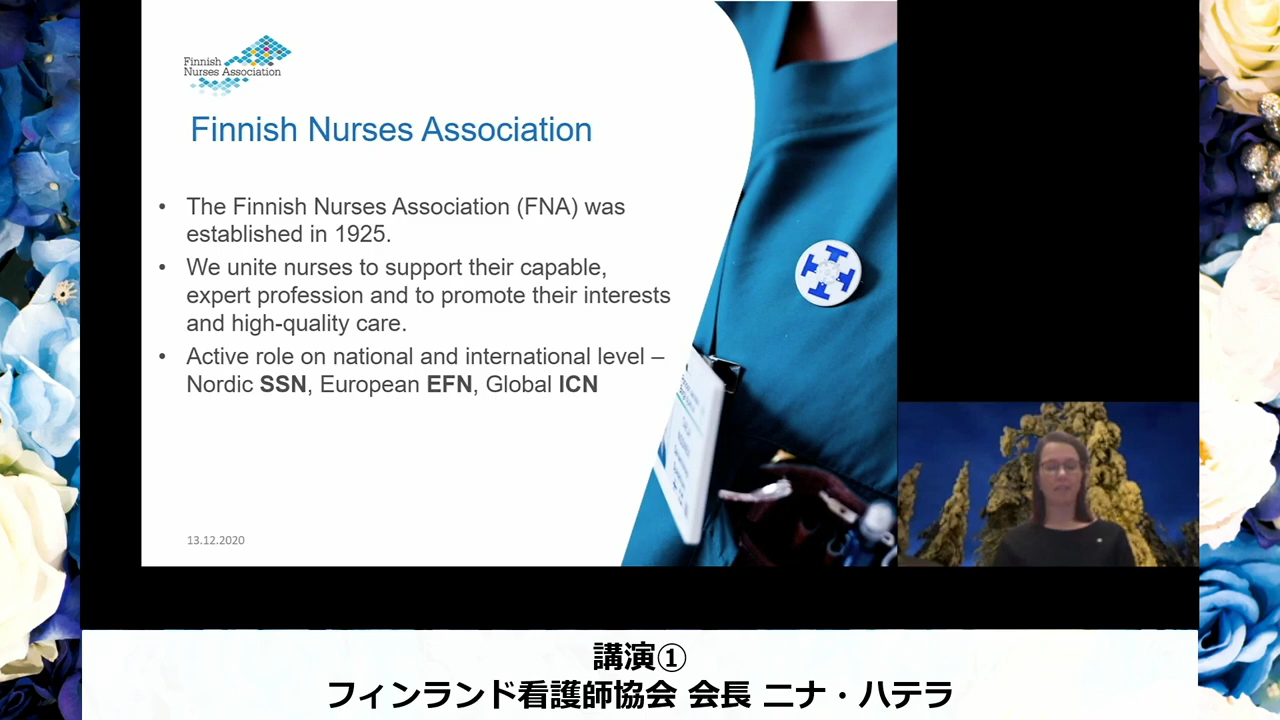 Finnish
Nurses Association
Finnish Nurses Association
• The Finnish Nurses Association (FNA) was
established in 1925.
• We unite nurses to support their capable,
expert profession and to promote their interests
and high-quality care.
• Active role on national and international level –
Nordic SSN, European EFN, Global ICN
13.12.2020
講演①
フィンランド看護師協会 会長 ニナ・ハテラ